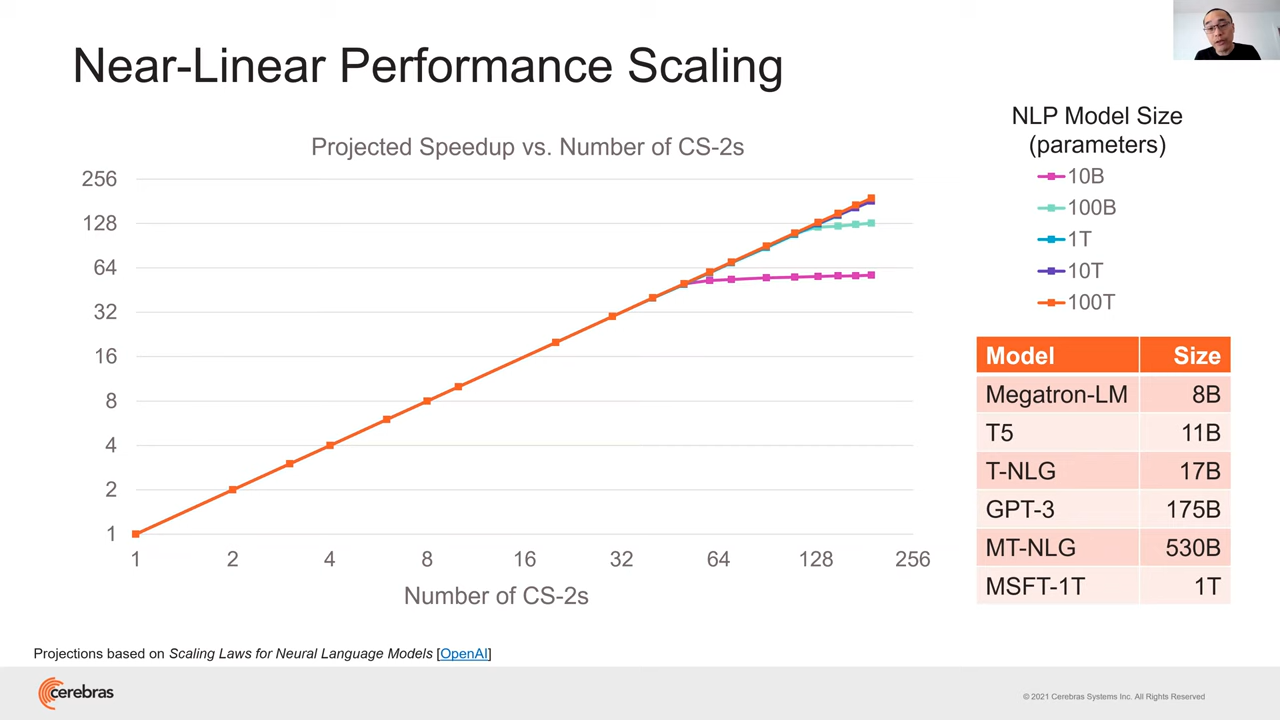 Near-Linear Performance Scaling
Projected Speedup vs. Number of CS-2s
256
128
64
32
16
8
4
2
1
1 2 4 8 16 32 64 128 256
Number of CS-2s
NLP Model Size
(parameters)
10B
100B
1T
10T
100T
Model Size
Megatron-LM 8B
T5 11B
T-NLG 17B
GPT-3 175B
MT-NLG 530B
MSFT-1T 1T
Projections based on Scaling Laws for Neural Language Models [OpenAI]
cerebras
© 2021 Cerebras Systems Inc. All Rights Reserved